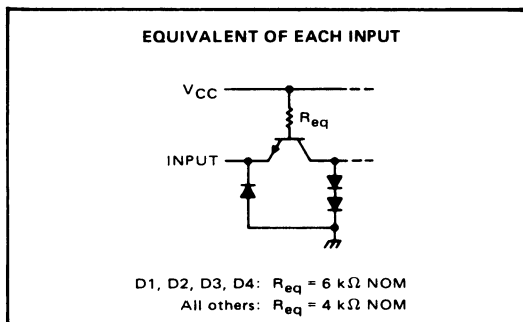 EQUIVALENT OF EACH INPUT
VCC
Req
INPUT
D1, D2, D3, D4: Req = 6 kΩ NOM
All others: Req = 4 kΩ NOM